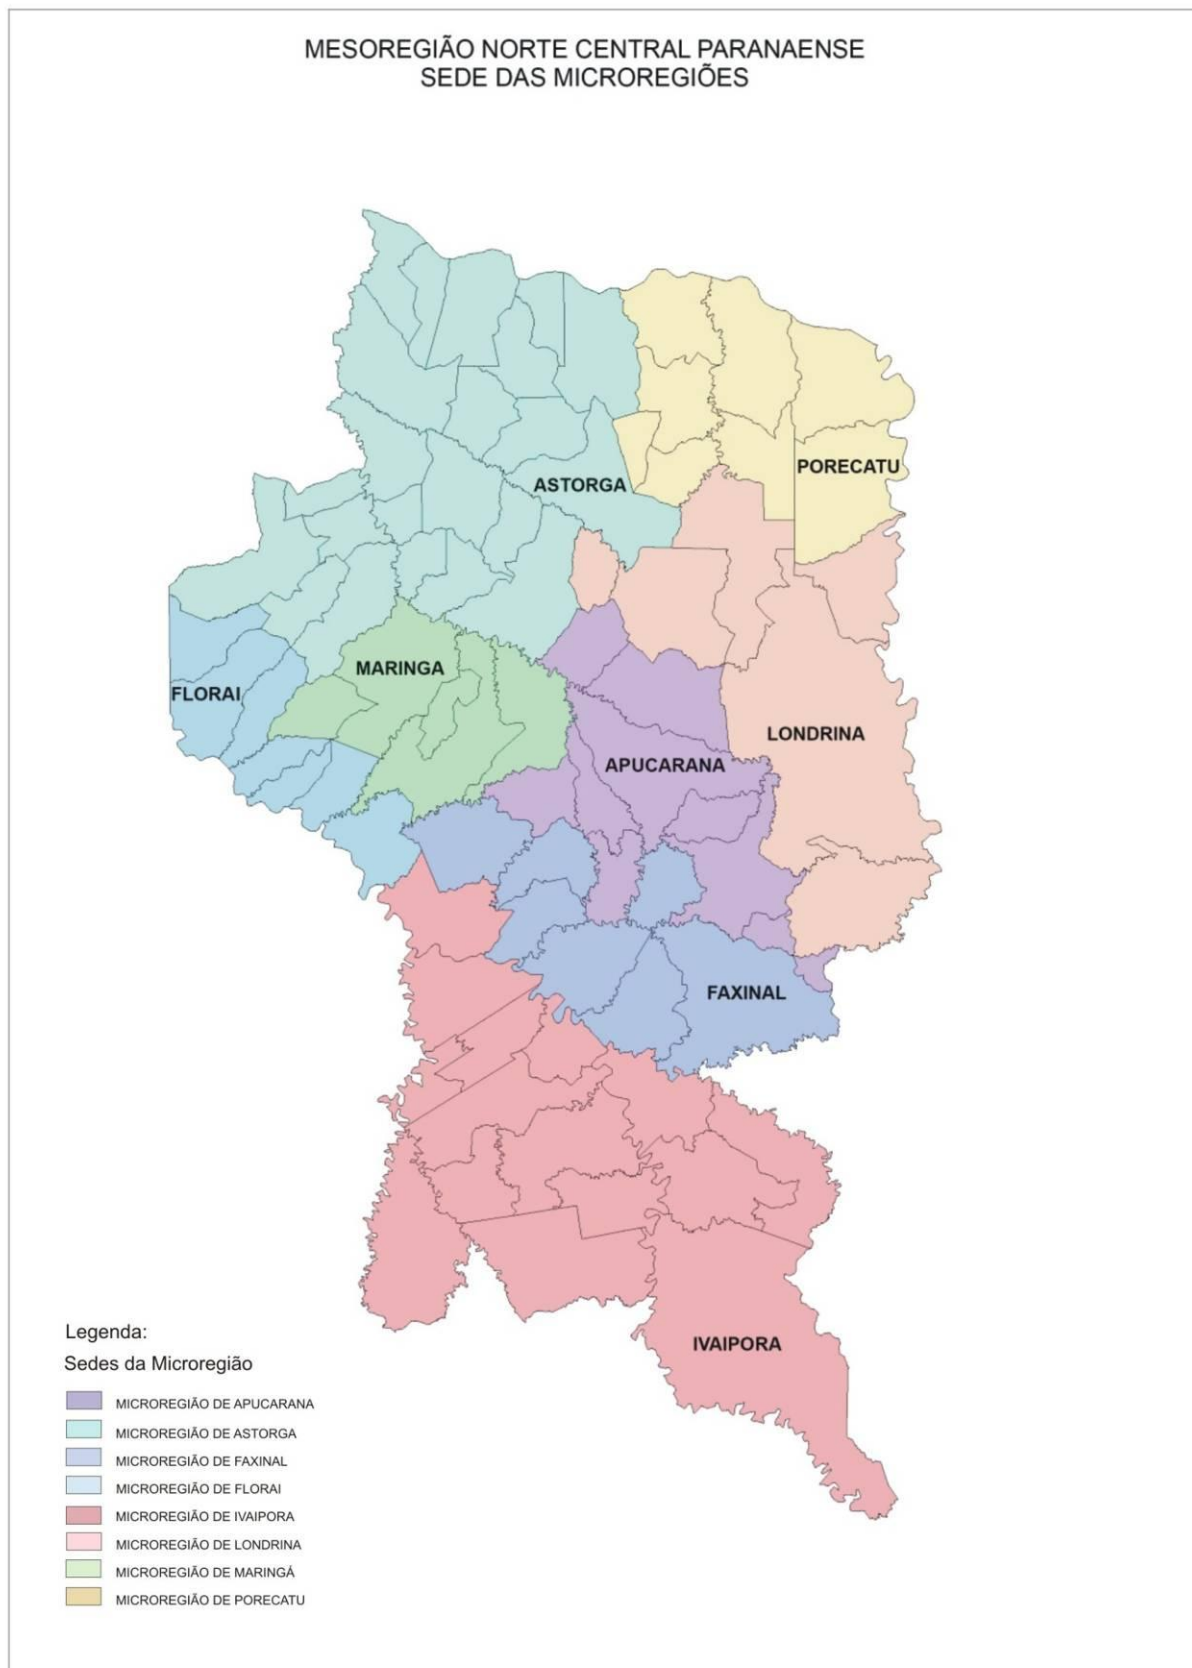 MESOREGIÃO NORTE CENTRAL PARANAENSE
SEDE DAS MICROREGIÕES
ASTORGA
PORECATU
MARINGA
FLORAI
LONDRINA
APUCARANA
FAXINAL
IVAIPORA
Legenda:
Sedes da Microregião
MICROREGIÃO DE APUCARANA
MICROREGIÃO DE ASTORGA
MICROREGIÃO DE FAXINAL
MICROREGIÃO DE FLORAI
MICROREGIÃO DE IVAIPORA
MICROREGIÃO DE LONDRINA
MICROREGIÃO DE MARINGÁ
MICROREGIÃO DE PORECATU